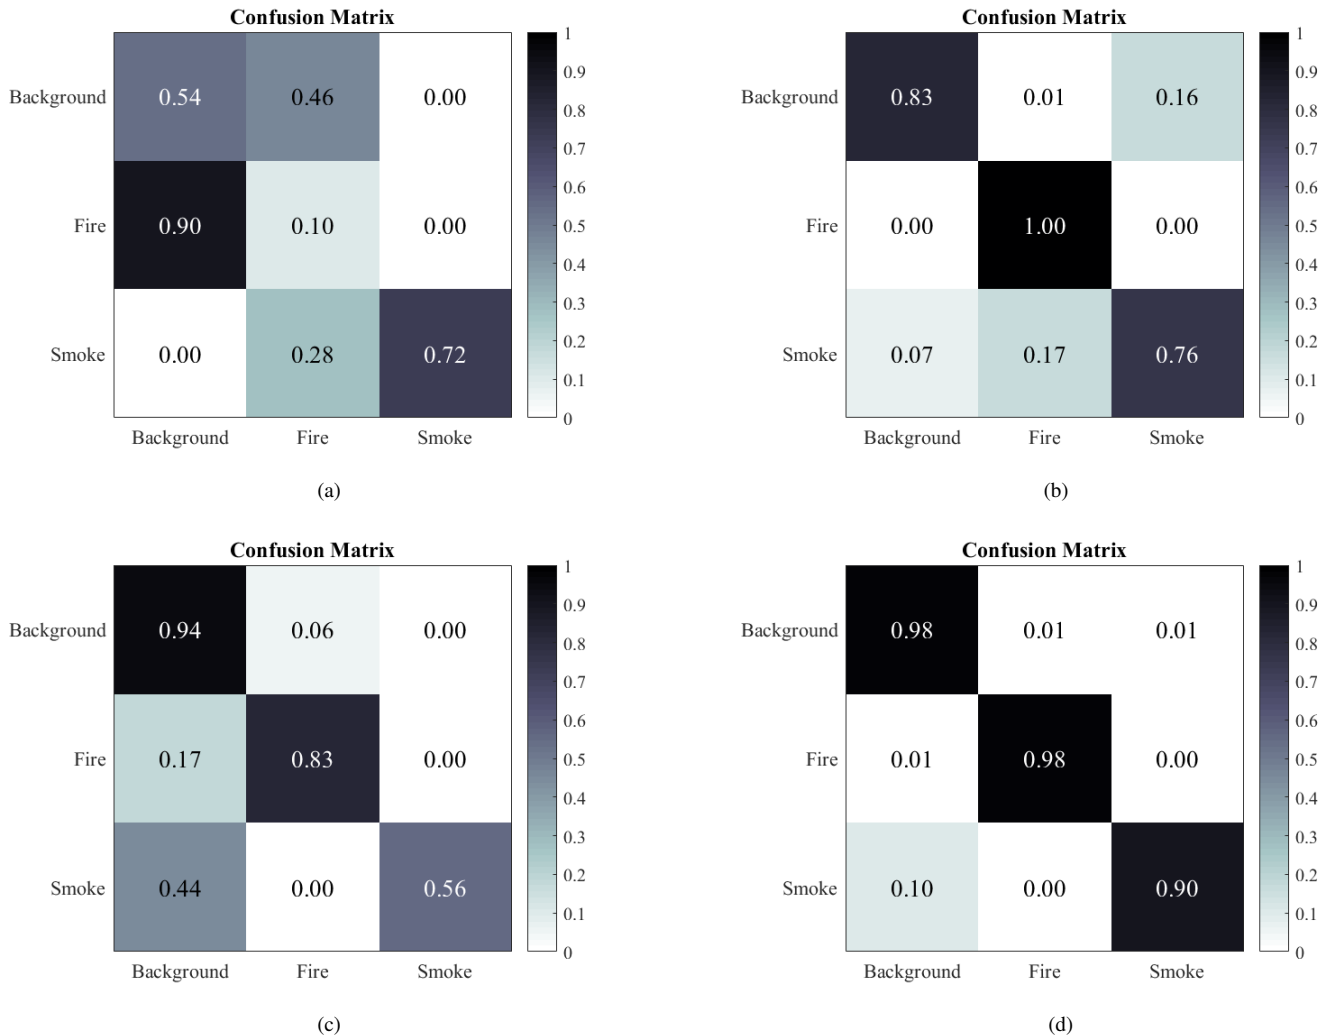 Confusion Matrix
Background 0.54 0.46 0.00
Fire 0.90 0.10 0.00
Smoke 0.00 0.28 0.72
Background Fire Smoke
1
0.9
0.8
0.7
0.6
0.5
0.4
0.3
0.2
0.1
0
(a)
Confusion Matrix
Background 0.83 0.01 0.16
Fire 0.00 1.00 0.00
Smoke 0.07 0.17 0.76
Background Fire Smoke
1
0.9
0.8
0.7
0.6
0.5
0.4
0.3
0.2
0.1
0
(b)
Confusion Matrix
Background 0.94 0.06 0.00
Fire 0.17 0.83 0.00
Smoke 0.44 0.00 0.56
Background Fire Smoke
1
0.9
0.8
0.7
0.6
0.5
0.4
0.3
0.2
0.1
0
(c)
Confusion Matrix
Background 0.98 0.01 0.01
Fire 0.01 0.98 0.00
Smoke 0.10 0.00 0.90
Background Fire Smoke
1
0.9
0.8
0.7
0.6
0.5
0.4
0.3
0.2
0.1
0
(d)